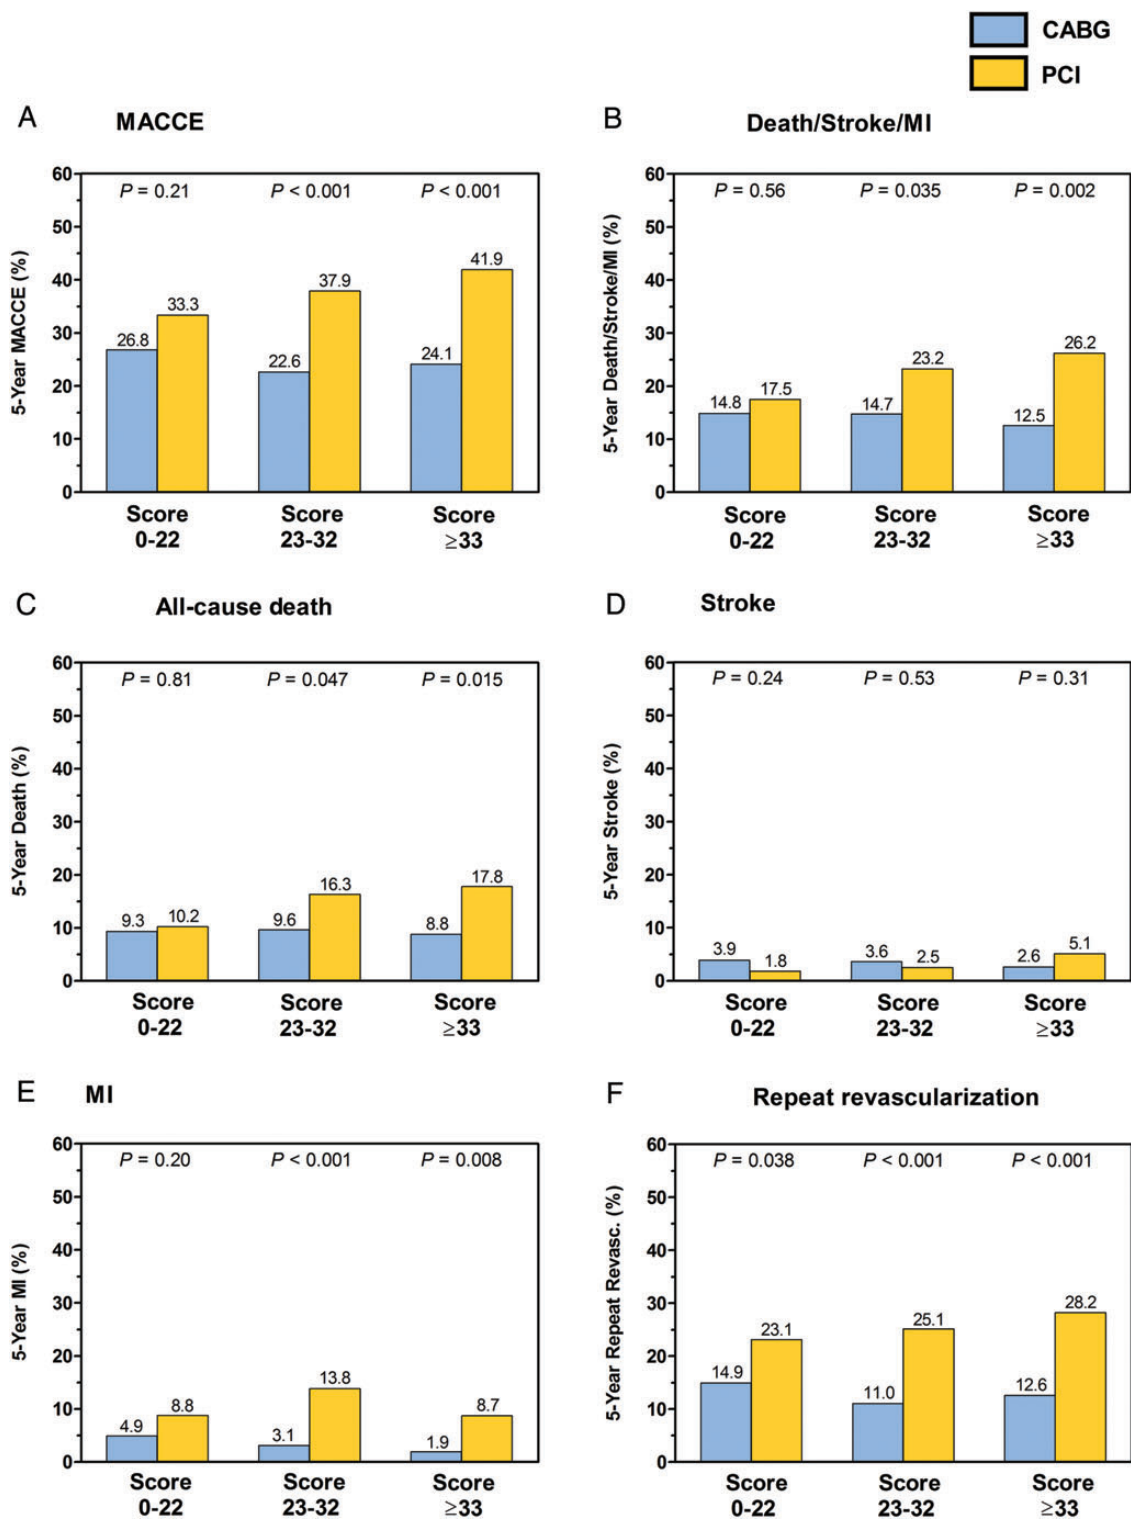 CABG
PCI
A MACCE
5-Year MACCE (%)
60
50
40
30
20
10
0
P = 0.21 P < 0.001 P < 0.001
26.8 33.3 22.6 37.9 24.1 41.9
Score Score Score
0-22 23-32 ≥33
B Death/Stroke/MI
5-Year Death/Stroke/MI (%)
60
50
40
30
20
10
0
P = 0.56 P = 0.035 P = 0.002
14.8 17.5 14.7 23.2 12.5 26.2
Score Score Score
0-22 23-32 ≥33
C All-cause death
5-Year Death (%)
60
50
40
30
20
10
0
P = 0.81 P = 0.047 P = 0.015
9.3 10.2 9.6 16.3 8.8 17.8
Score Score Score
0-22 23-32 ≥33
D Stroke
5-Year Stroke (%)
60
50
40
30
20
10
0
P = 0.24 P = 0.53 P = 0.31
3.9 1.8 3.6 2.5 2.6 5.1
Score Score Score
0-22 23-32 ≥33
E MI
5-Year MI (%)
60
50
40
30
20
10
0
P = 0.20 P < 0.001 P = 0.008
4.9 8.8 3.1 13.8 1.9 8.7
Score Score Score
0-22 23-32 ≥33
F Repeat revascularization
5-Year Repeat Revasc. (%)
60
50
40
30
20
10
0
P = 0.038 P < 0.001 P < 0.001
14.9 23.1 11.0 25.1 12.6 28.2
Score Score Score
0-22 23-32 ≥33